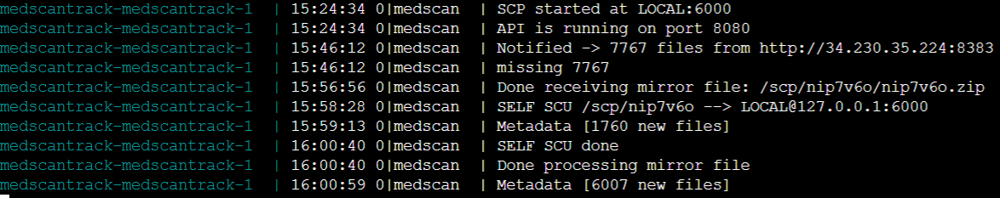 medscantrack-medscantrack-1  | 15:24:34 0|medscan  | SCP started at LOCAL:6000
medscantrack-medscantrack-1  | 15:24:34 0|medscan  | API is running on port 8080
medscantrack-medscantrack-1  | 15:46:12 0|medscan  | Notified -> 7767 files from http://34.230.35.224:8383
medscantrack-medscantrack-1  | 15:46:12 0|medscan  | missing 7767
medscantrack-medscantrack-1  | 15:56:56 0|medscan  | Done receiving mirror file: /scp/nip7v6o/nip7v6o.zip
medscantrack-medscantrack-1  | 15:58:28 0|medscan  | SELF SCU /scp/nip7v6o --> LOCAL@127.0.0.1:6000
medscantrack-medscantrack-1  | 15:59:13 0|medscan  | Metadata [1760 new files]
medscantrack-medscantrack-1  | 16:00:40 0|medscan  | SELF SCU done
medscantrack-medscantrack-1  | 16:00:40 0|medscan  | Done processing mirror file
medscantrack-medscantrack-1  | 16:00:59 0|medscan  | Metadata [6007 new files]